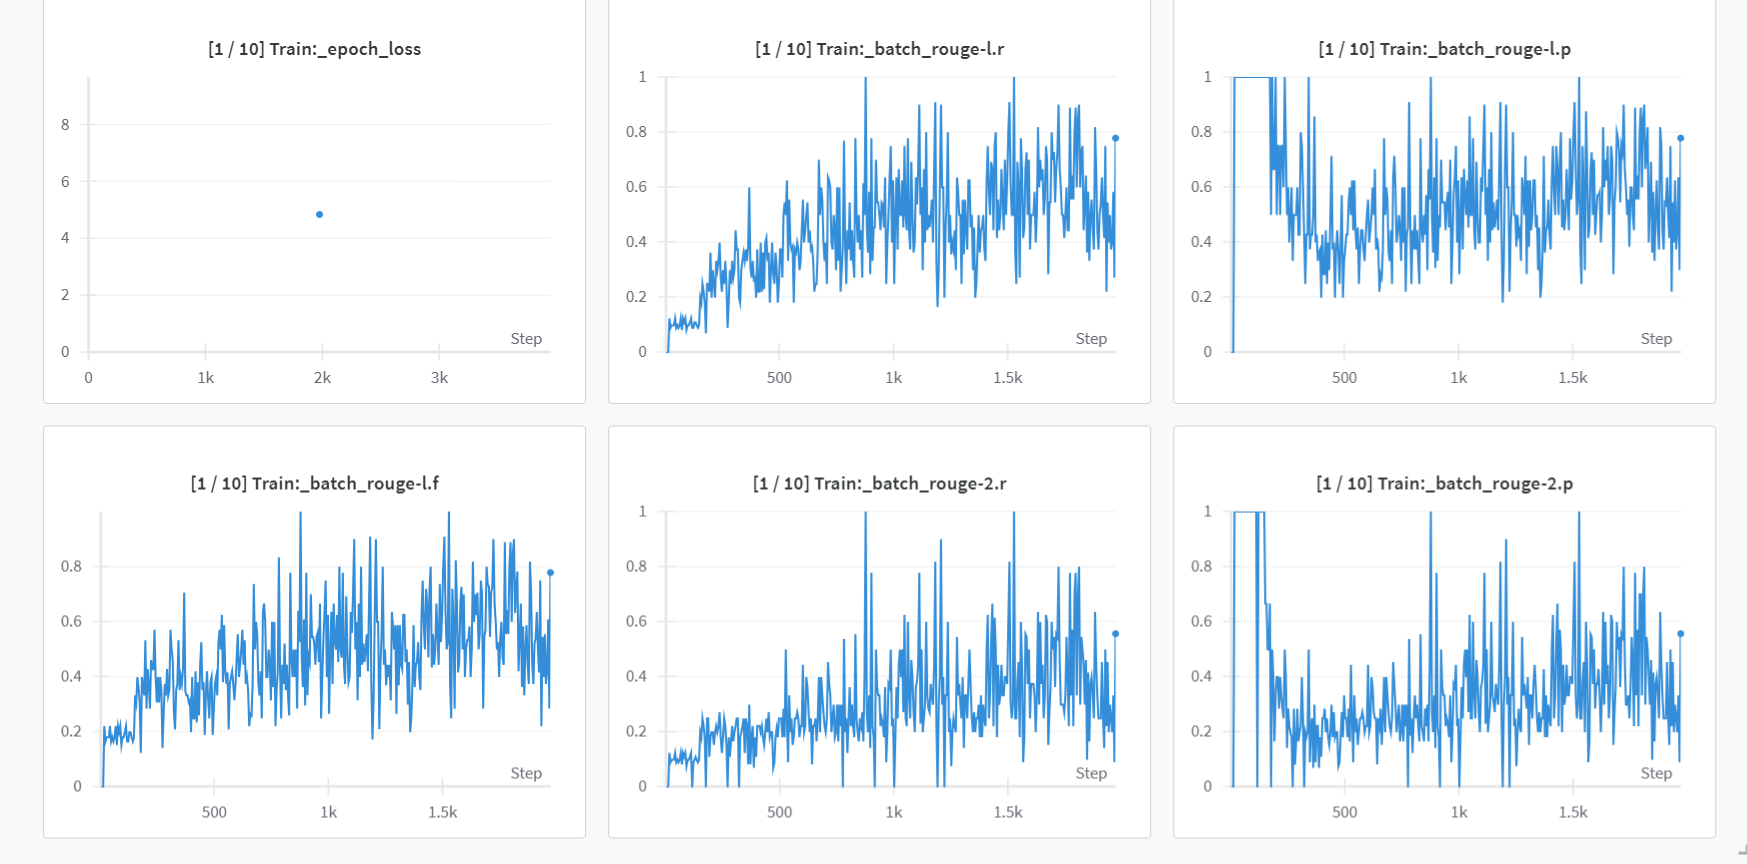 [1 / 10] Train:_epoch_loss
8
6
4
2
0
0 1k 2k 3k
Step
[1 / 10] Train:_batch_rouge-l.r
1
0.8
0.6
0.4
0.2
0
500 1k 1.5k
Step
[1 / 10] Train:_batch_rouge-l.p
1
0.8
0.6
0.4
0.2
0
500 1k 1.5k
Step
[1 / 10] Train:_batch_rouge-l.f
0.8
0.6
0.4
0.2
0
500 1k 1.5k
Step
[1 / 10] Train:_batch_rouge-2.r
1
0.8
0.6
0.4
0.2
0
500 1k 1.5k
Step
[1 / 10] Train:_batch_rouge-2.p
1
0.8
0.6
0.4
0.2
0
500 1k 1.5k
Step